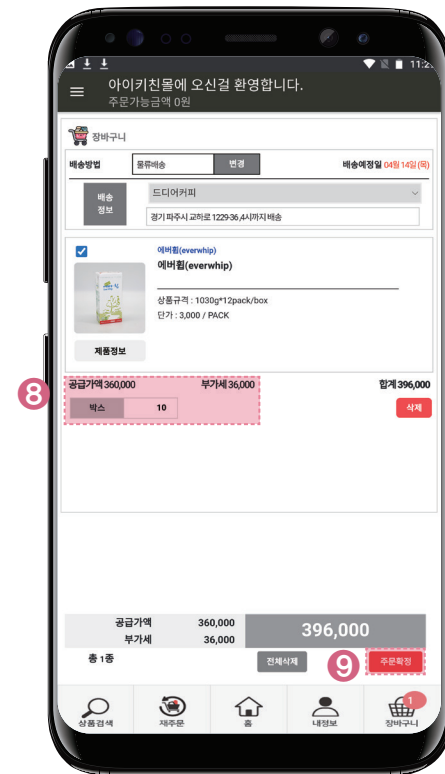 11:2
아이키친몰에 오신걸 환영합니다.
주문가능금액 0원
장바구니
배송방법 물류배송 변경 배송예정일 04월 14일 (목)
배송정보 드디어커피
경기 파주시 교하로 1229-36 ,4시까지 배송
에버휩(everwhip)
에버휩(everwhip)
상품규격 : 1030g*12pack/box
단가 : 3,000 / PACK
제품정보
8
공급가액 360,000 부가세 36,000 합계 396,000
박스 10 삭제
공급가액 360,000 396,000
부가세 36,000
총 1종 전체삭제 9 주문확정
1
상품검색 재주문 홈 내정보 장바구니